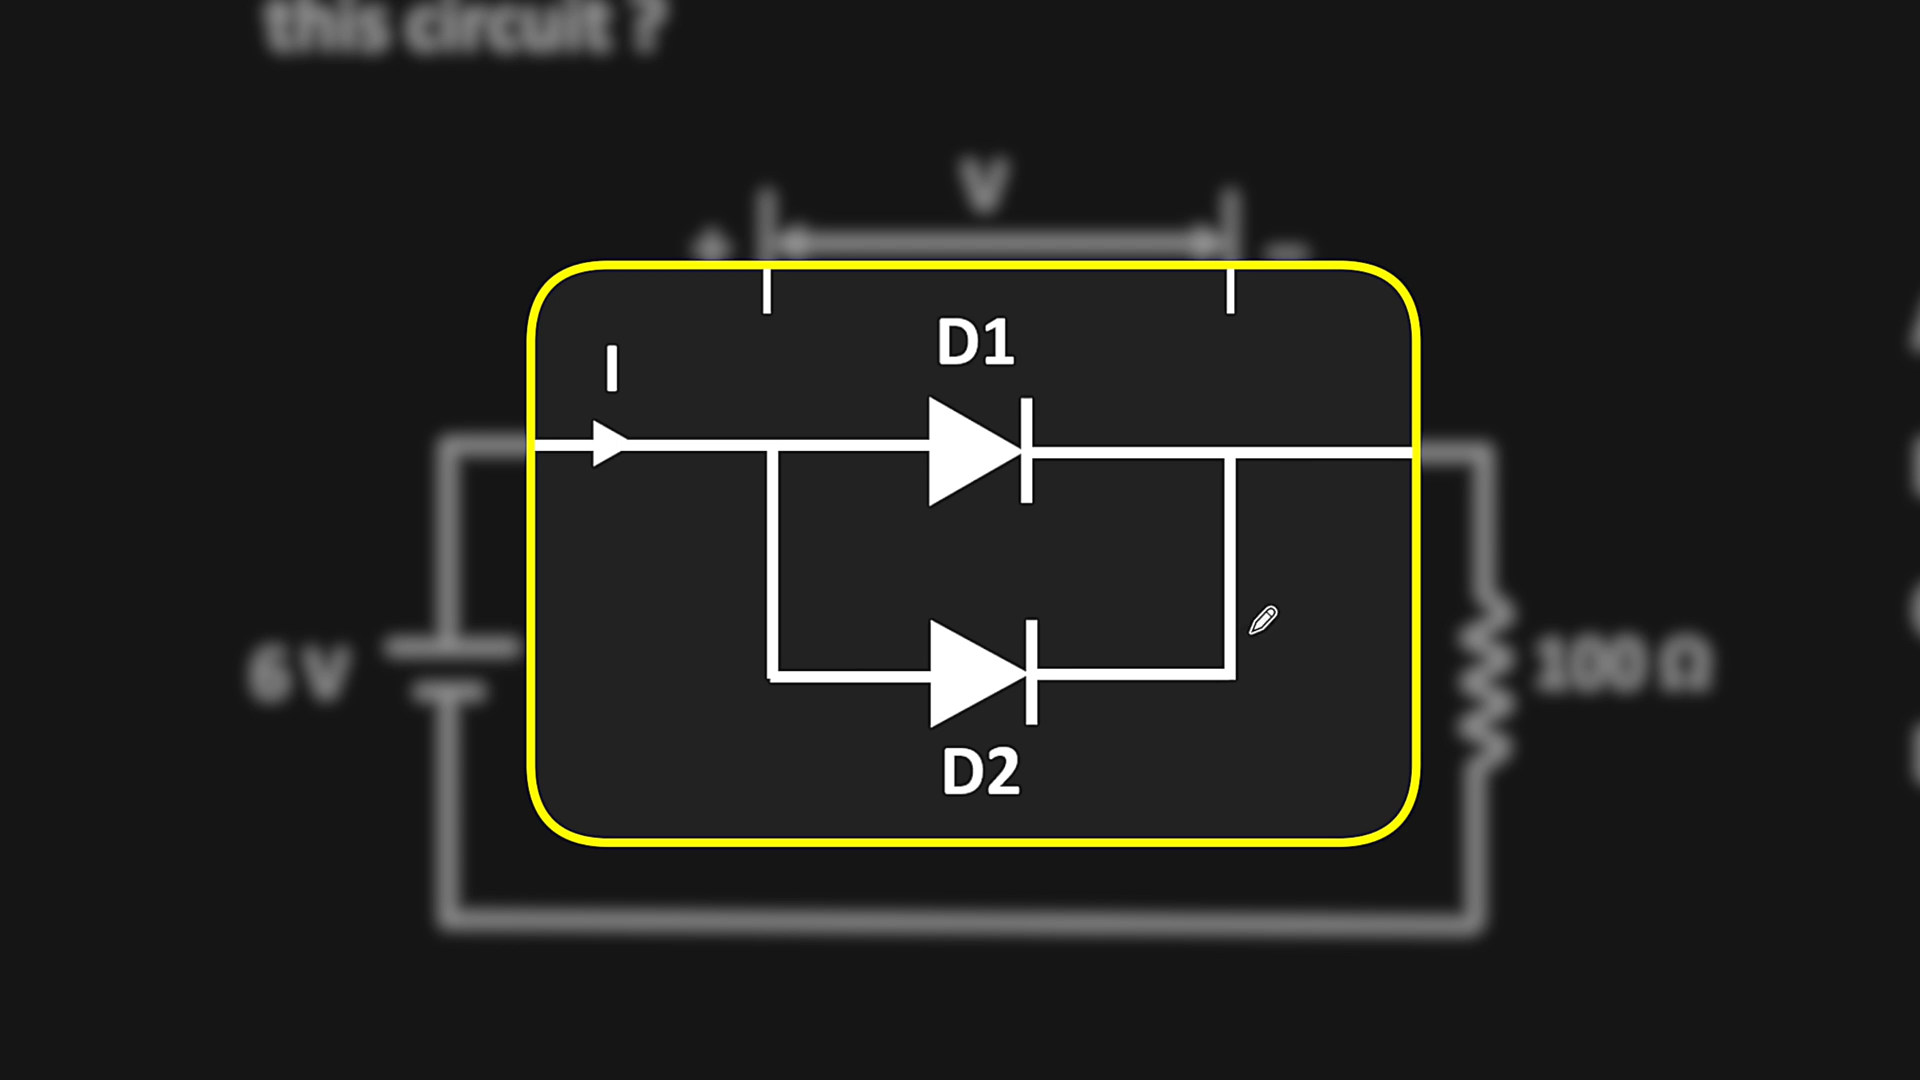 this circuit ?
V
+ −
I
D1
6 V
100 Ω
D2